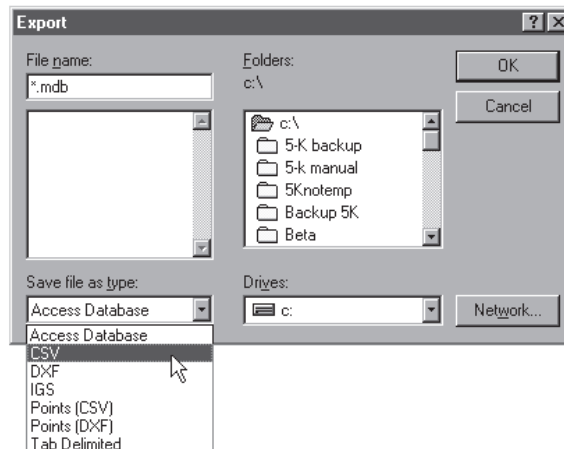 Export
File name:
*.mdb
Folders:
c:\
c:\
5-K backup
5-k manual
5Knotemp
Backup 5K
Beta
OK
Cancel
Save file as type:
Access Database
Drives:
c:
Network...
Access Database
CSV
DXF
IGS
Points (CSV)
Points (DXF)
Tab Delimited